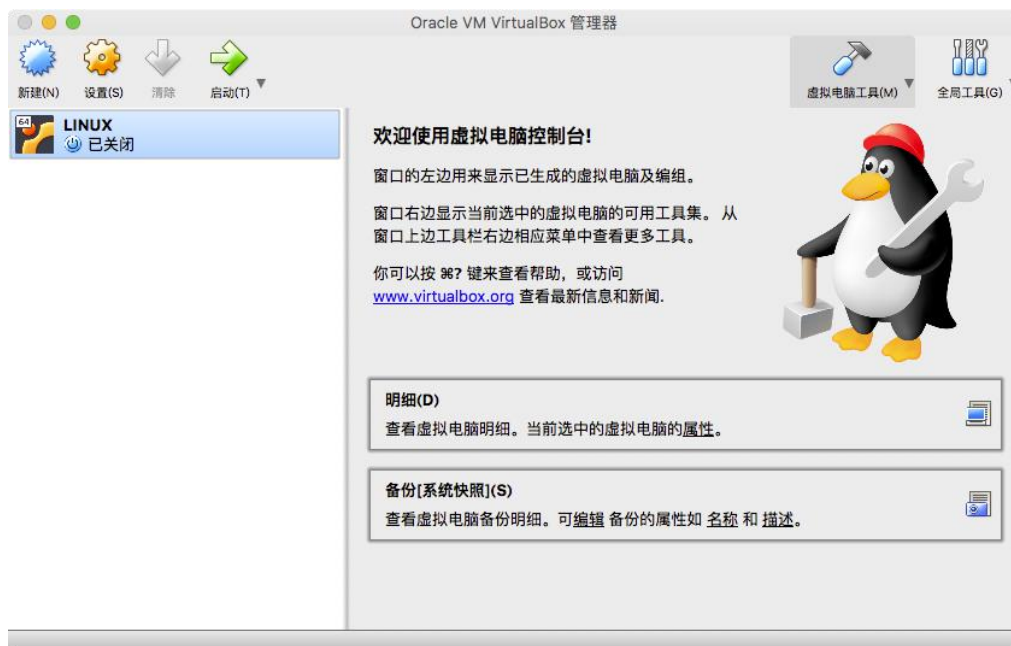 Oracle VM VirtualBox 管理器
新建(N) 设置(S) 清除 启动(T) 虚拟电脑工具(M) 全局工具(G)
64
LINUX
已关闭
欢迎使用虚拟电脑控制台!
窗口的左边用来显示已生成的虚拟电脑及编组。
窗口右边显示当前选中的虚拟电脑的可用工具集。 从
窗口上边工具栏右边相应菜单中查看更多工具。
你可以按 ⌘? 键来查看帮助，或访问
www.virtualbox.org 查看最新信息和新闻.
明细(D)
查看虚拟电脑明细。当前选中的虚拟电脑的属性。
备份[系统快照](S)
查看虚拟电脑备份明细。可编辑 备份的属性如 名称 和 描述。